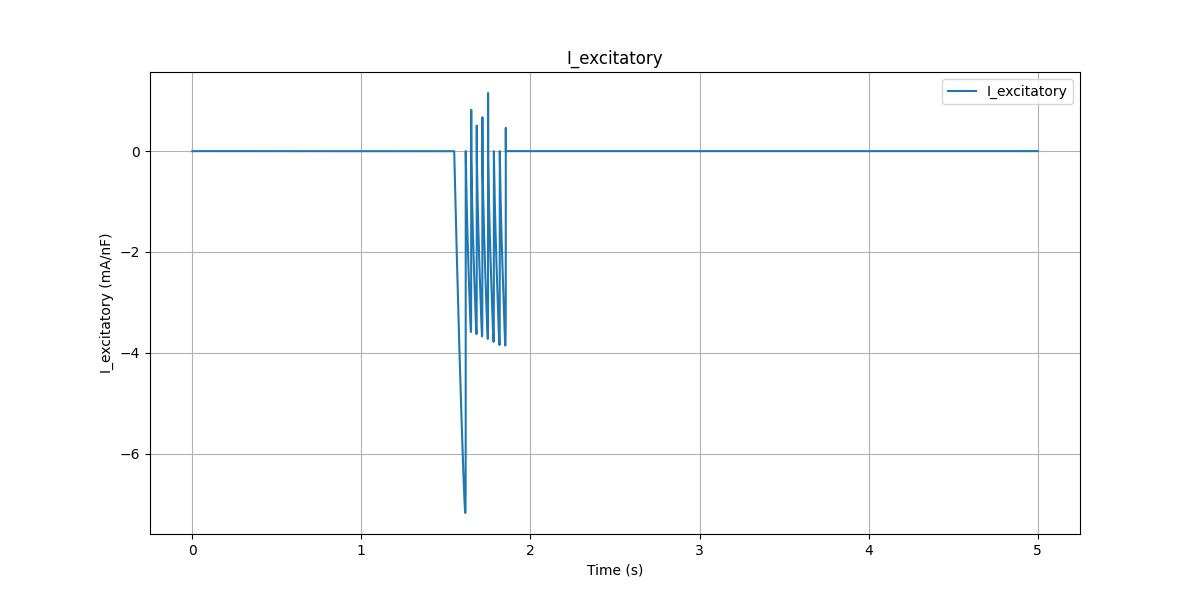 I_excitatory
I_excitatory
0
−2
−4
−6
I_excitatory (mA/nF)
0 1 2 3 4 5
Time (s)